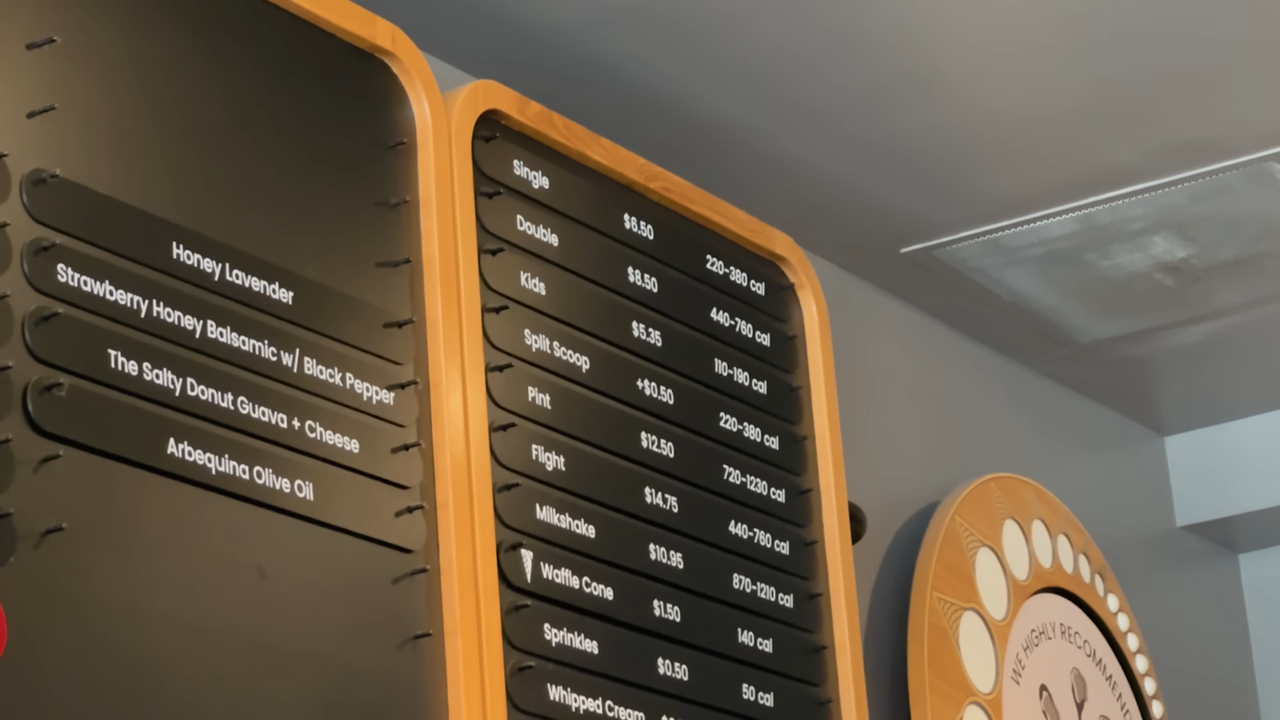 Honey Lavender
Strawberry Honey Balsamic w/ Black Pepper
The Salty Donut Guava + Cheese
Arbequina Olive Oil
Single $6.50 220-380 cal
Double $8.50 440-760 cal
Kids $5.35 110-190 cal
Split Scoop +$0.50 220-380 cal
Pint $12.50 720-1230 cal
Flight $14.75 440-760 cal
Milkshake $10.95 870-1210 cal
Waffle Cone $1.50 140 cal
Sprinkles $0.50 50 cal
Whipped Cream
WE HIGHLY RECOMMEND